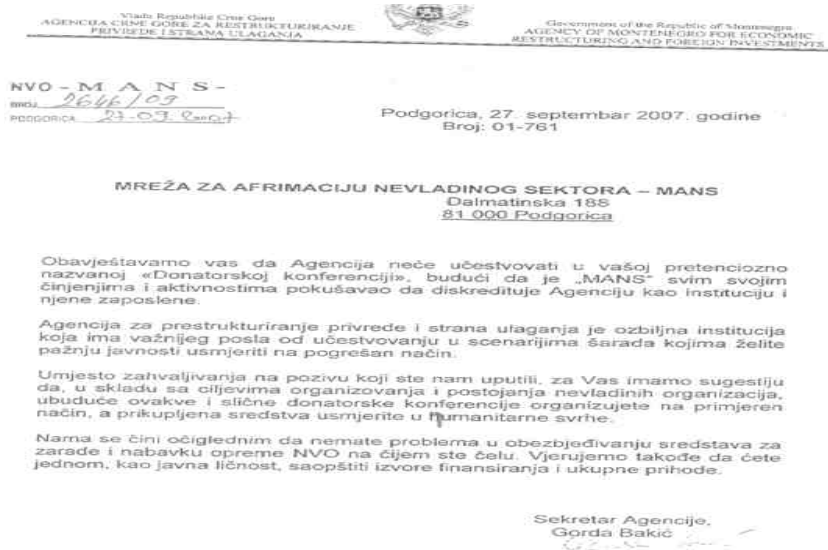 Vlada Republike Crne Gore
AGENCIJA CRNE GORE ZA RESTRUKTURIRANJE
PRIVREDE I STRANA ULAGANJA
Government of the Republic of Montenegro
AGENCY OF MONTENEGRO FOR ECONOMIC
RESTRUCTURING AND FOREIGN INVESTMENTS
NVO - M A N S -
BROJ 2646/09
PODGORICA 27-09. 2007
Podgorica, 27. septembar 2007. godine
Broj: 01-761
MREŽA ZA AFRIMACIJU NEVLADINOG SEKTORA – MANS
Dalmatinska 188
81 000 Podgorica
Obavještavamo vas da Agencija neće učestvovati u vašoj pretenciozno
nazvanoj «Donatorskoj konferenciji», budući da je „MANS“ svim svojim
činjenjima i aktivnostima pokušavao da diskredituje Agenciju kao instituciju i
njene zaposlene.
Agencija za prestrukturiranje privrede i strana ulaganja je ozbiljna institucija
koja ima važnijeg posla od učestvovanju u scenarijima šarada kojima želite
pažnju javnosti usmjeriti na pogrešan način.
Umjesto zahvaljivanja na pozivu koji ste nam uputili, za Vas imamo sugestiju
da, u skladu sa ciljevima organizovanja i postojanja nevladinih organizacija,
ubuduće ovakve i slične donatorske konferencije organizujete na primjeren
način, a prikupljena sredstva usmjerite u humanitarne svrhe.
Nama se čini očiglednim da nemate problema u obezbjeđivanju sredstava za
zarade i nabavku opreme NVO na čijem ste čelu. Vjerujemo takođe da ćete
jednom, kao javna ličnost, saopštiti izvore finansiranja i ukupne prihode.
Sekretar Agencije,
Gorda Bakić